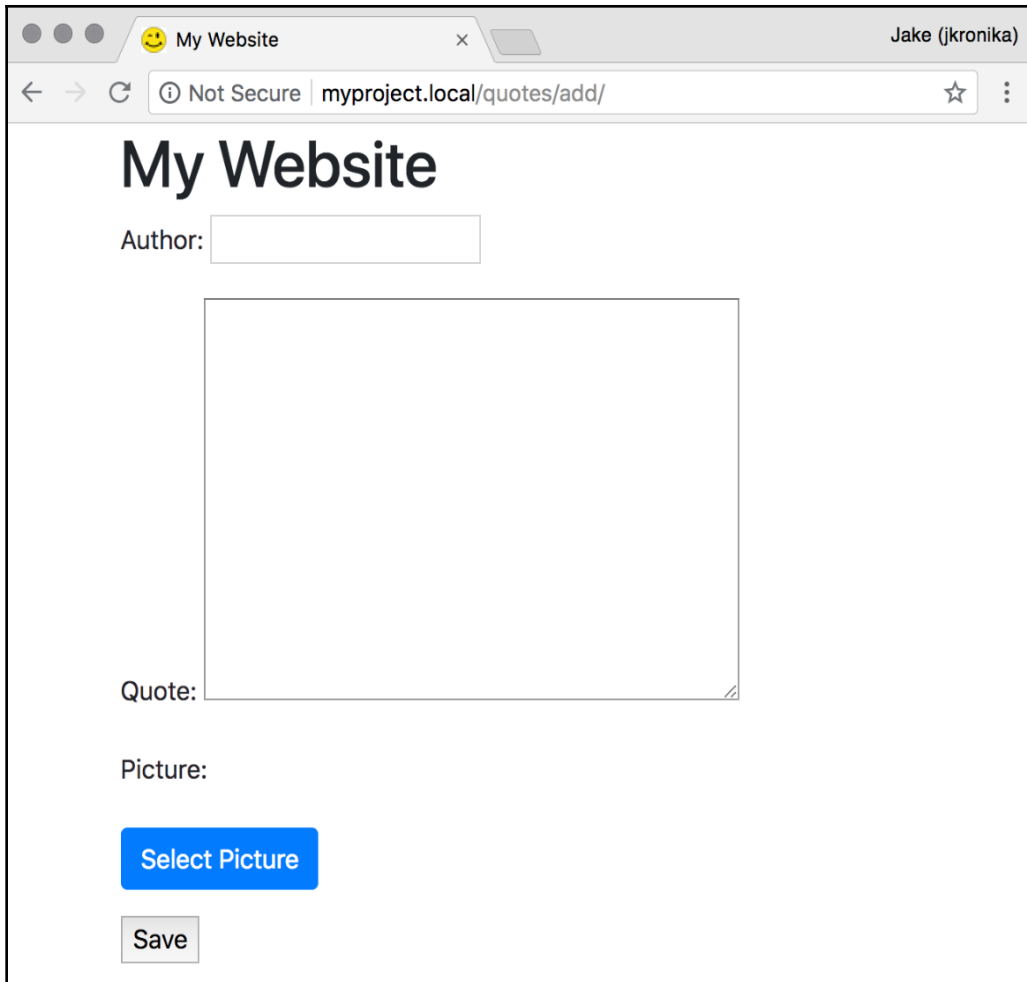 My Website
Jake (jkronika)
Not Secure myproject.local/quotes/add/
My Website
Author:
Quote:
Picture:
Select Picture
Save